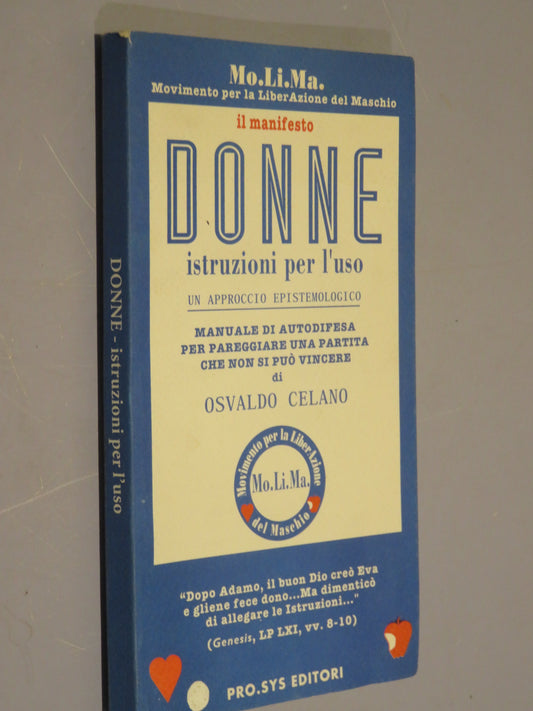 Mo.Li.Ma.
Movimento per la LiberAzione del Maschio
il manifesto
DONNE
istruzioni per l'uso
UN APPROCCIO EPISTEMOLOGICO
MANUALE DI AUTODIFESA
PER PAREGGIARE UNA PARTITA
CHE NON SI PUÒ VINCERE
di
OSVALDO CELANO
Movimento per la LiberAzione
Mo.Li.Ma.
del Maschio
"Dopo Adamo, il buon Dio creò Eva
e gliene fece dono...Ma dimenticò
di allegare le Istruzioni..."
(Genesis, LP LXI, vv. 8-10)
PRO.SYS EDITORI
DONNE - istruzioni per l'uso